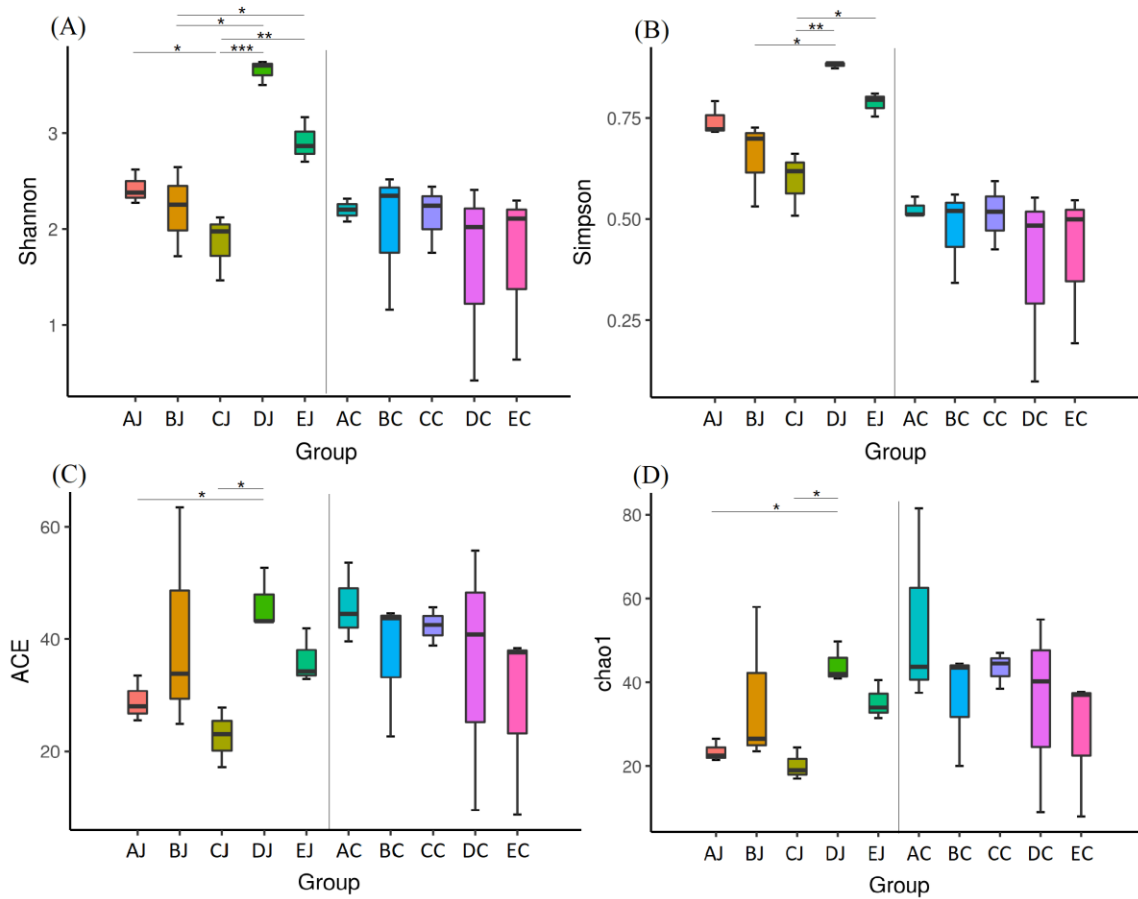 (A)
*
*
**
* ***
Shannon
3
2
1
AJ BJ CJ DJ EJ AC BC CC DC EC
Group
(B)
*
**
*
Simpson
0.75
0.50
0.25
AJ BJ CJ DJ EJ AC BC CC DC EC
Group
(C)
*
*
ACE
60
40
20
AJ BJ CJ DJ EJ AC BC CC DC EC
Group
(D)
*
*
chao1
80
60
40
20
AJ BJ CJ DJ EJ AC BC CC DC EC
Group